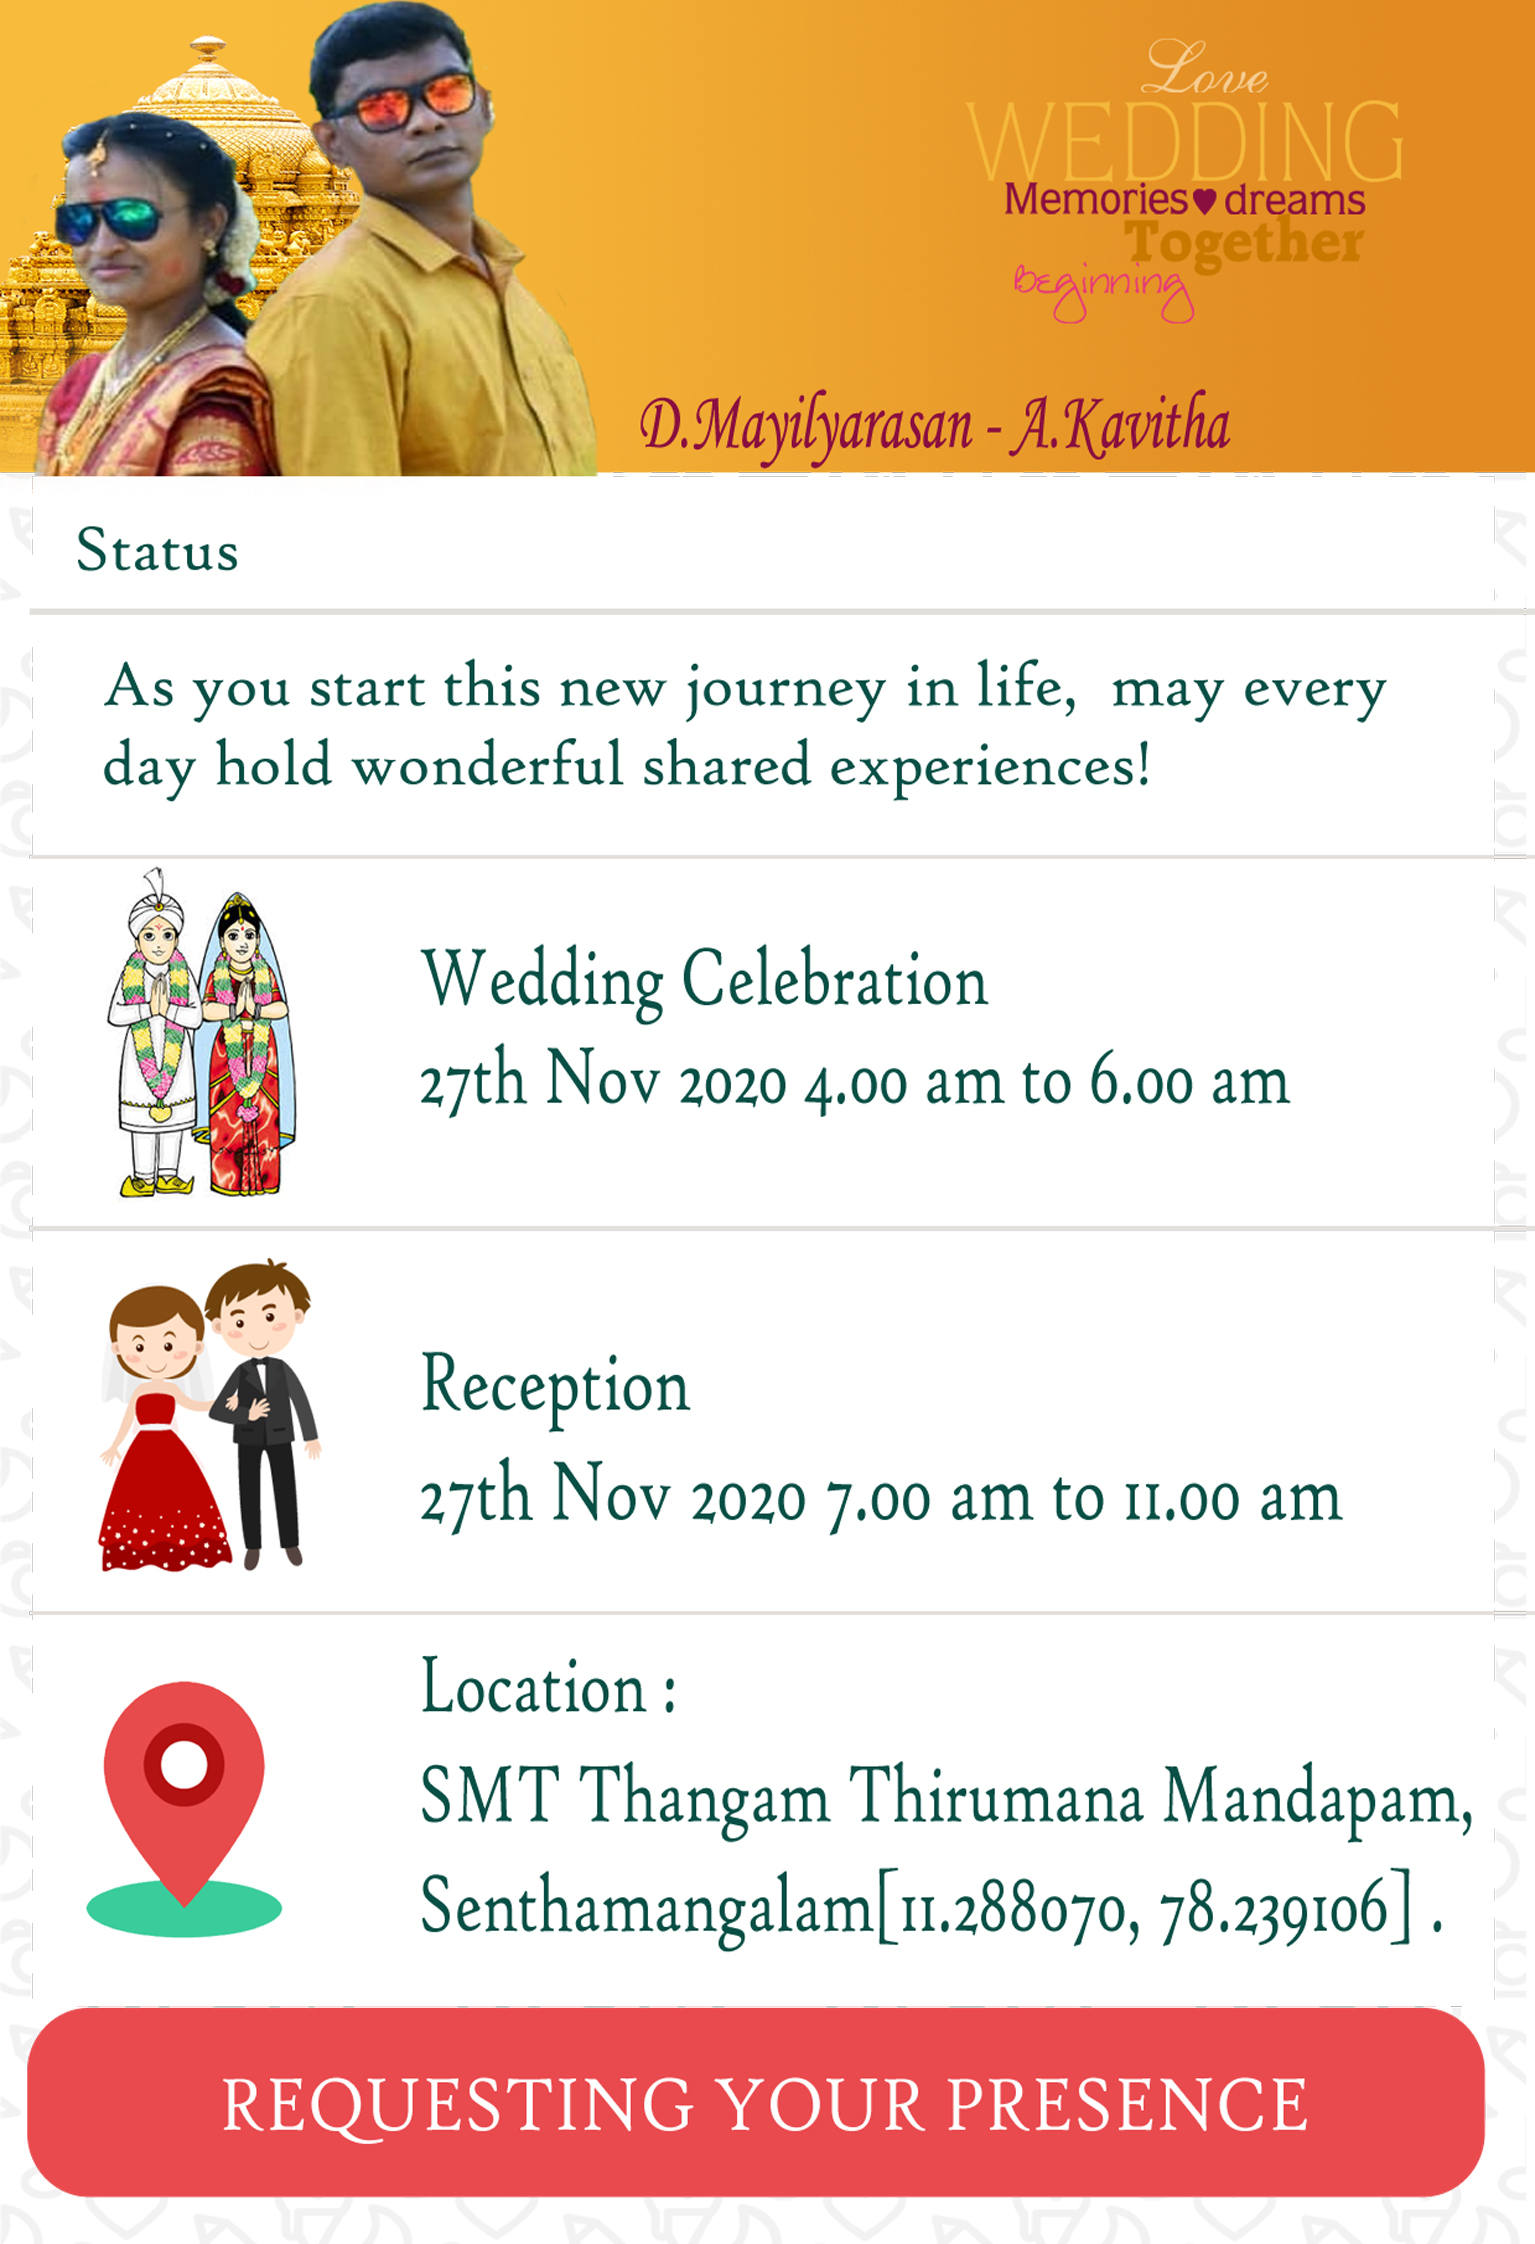 Love
WEDDING
Memories♥dreams
Together
Beginning
D.Mayilyarasan - A.Kavitha
Status
As you start this new journey in life,  may every
day hold wonderful shared experiences!
Wedding Celebration
27th Nov 2020 4.00 am to 6.00 am
Reception
27th Nov 2020 7.00 am to 11.00 am
Location :
SMT Thangam Thirumana Mandapam,
Senthamangalam[11.288070, 78.239106] .
REQUESTING YOUR PRESENCE